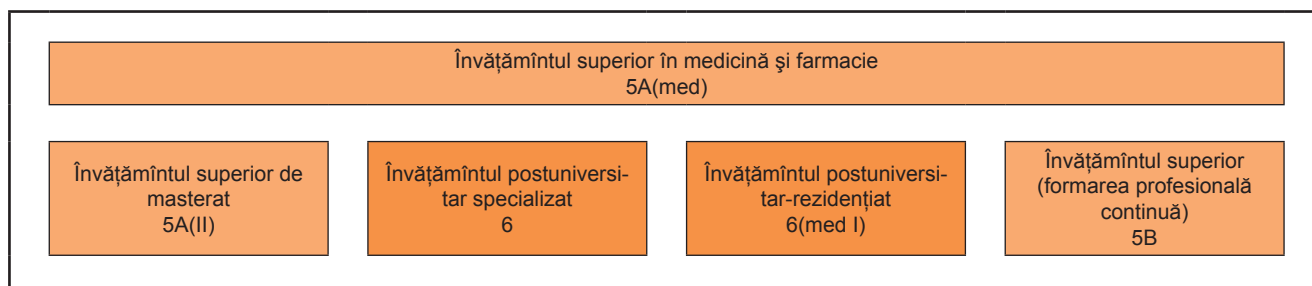 Învățămîntul superior în medicină şi farmacie
5A(med)
Învățămîntul superior de
masterat
5A(II)
Învățămîntul postuniversi-
tar specializat
6
Învățămîntul postuniversi-
tar-rezidențiat
6(med I)
Învățămîntul superior
(formarea profesională
continuă)
5B